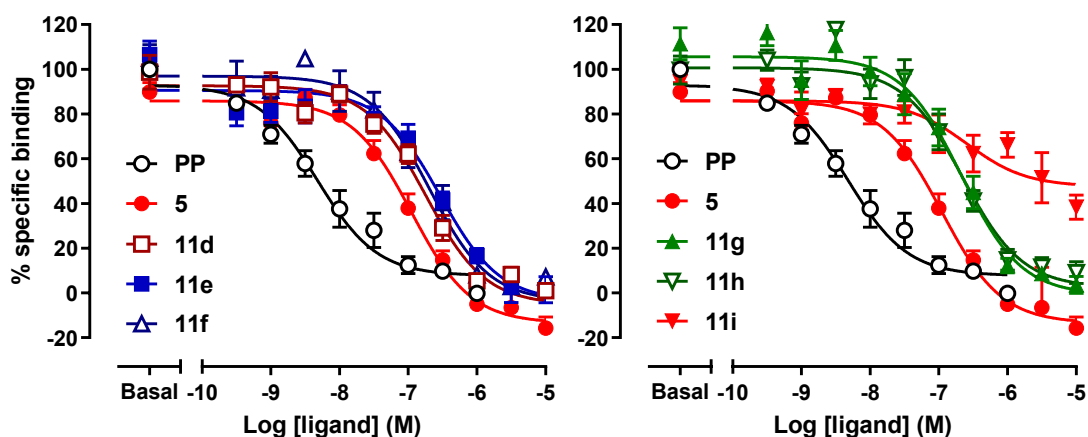 120
100
80
60
40
20
0
-20
% specific binding
PP
5
11d
11e
11f
Basal -10 -9 -8 -7 -6 -5
Log [ligand] (M)
120
100
80
60
40
20
0
-20
PP
5
11g
11h
11i
Basal -10 -9 -8 -7 -6 -5
Log [ligand] (M)